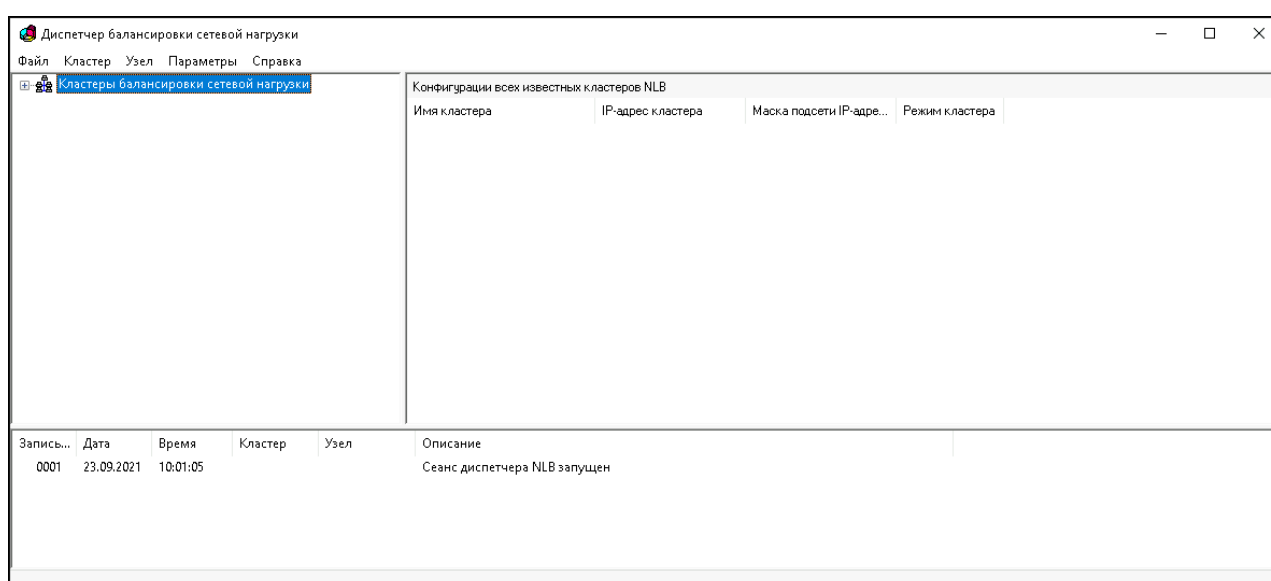 Диспетчер балансировки сетевой нагрузки
Файл Кластер Узел Параметры Справка
Кластеры балансировки сетевой нагрузки
Конфигурации всех известных кластеров NLB
Имя кластера IP-адрес кластера Маска подсети IP-адре... Режим кластера
Запись... Дата Время Кластер Узел Описание
0001 23.09.2021 10:01:05 Сеанс диспетчера NLB запущен